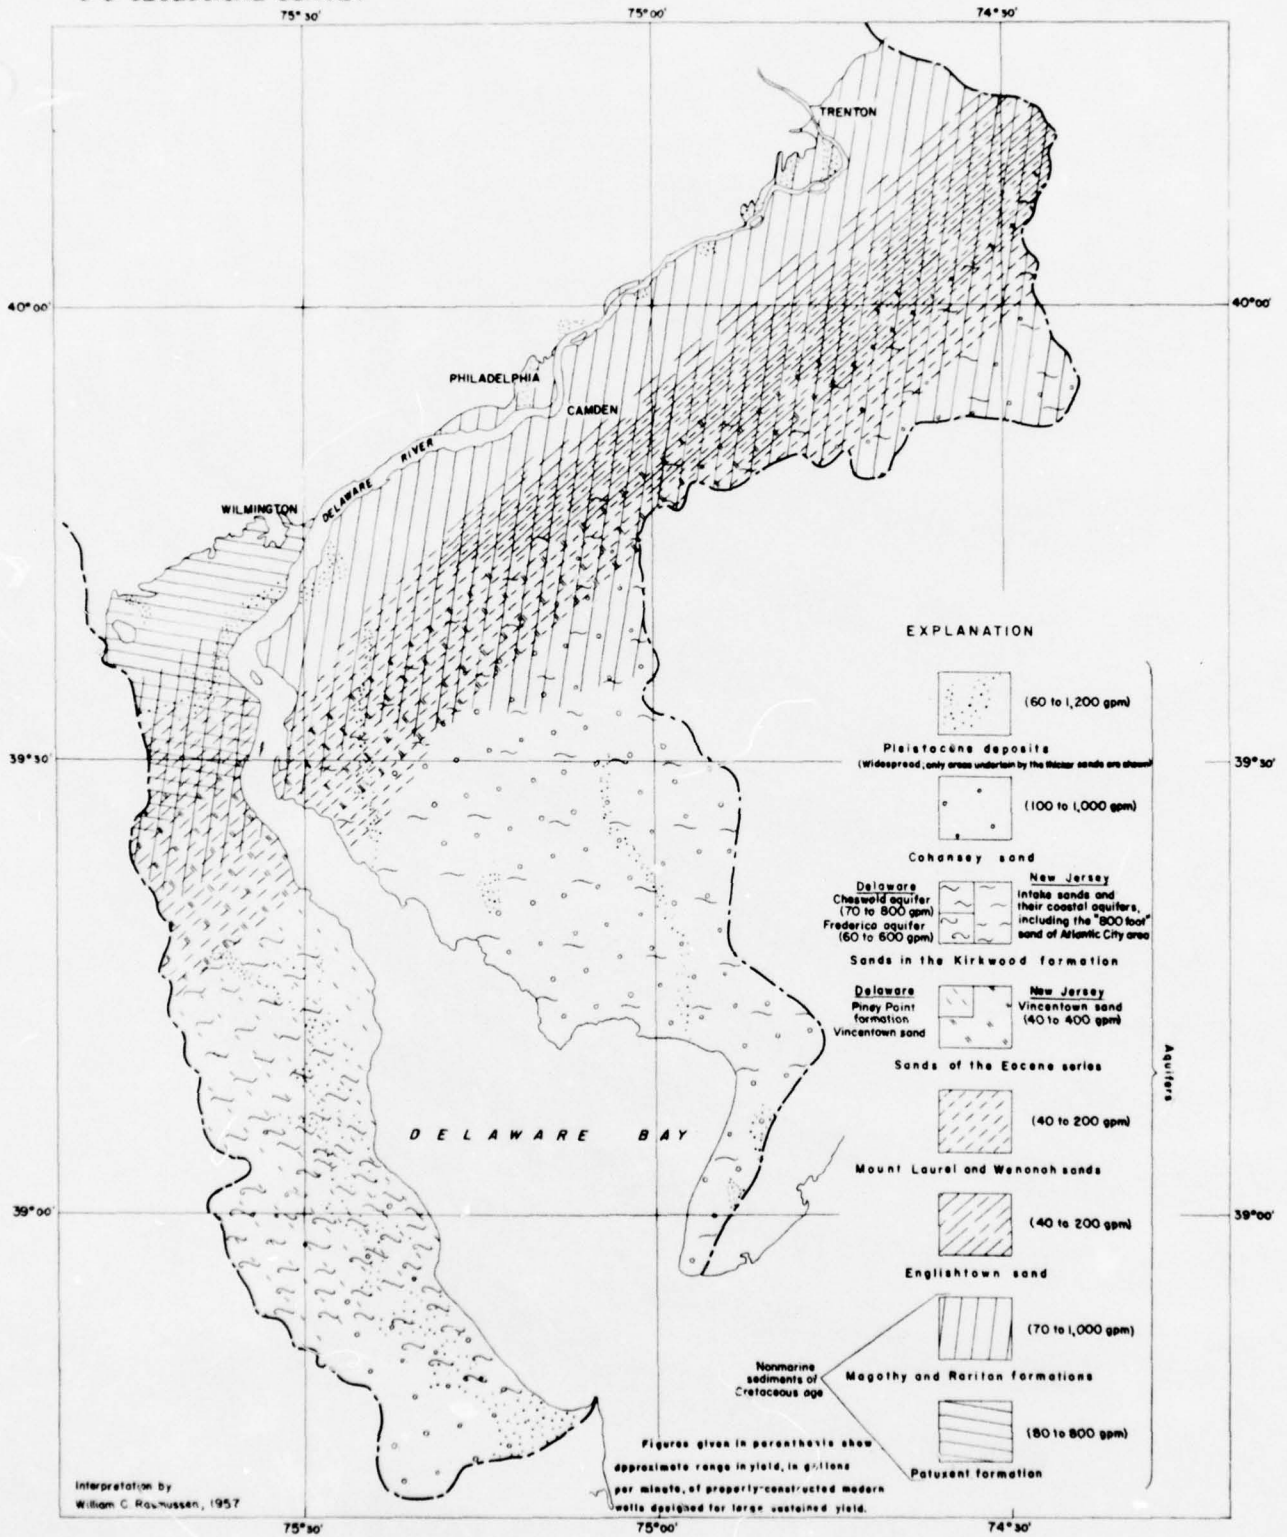 75°30'
75°00'
74°30'
TRENTON
40°00'
40°00'
PHILADELPHIA
CAMDEN
DELAWARE RIVER
WILMINGTON
EXPLANATION
(60 to 1,200 gpm)
Pleistocene deposits
(Widespread; only areas underlain by the thicker sands are shown)
39°30'
39°30'
(100 to 1,000 gpm)
Cohansey sand
Delaware
Cheswold aquifer
(70 to 800 gpm)
Frederica aquifer
(60 to 600 gpm)
New Jersey
Intake sands and
their coastal aquifers,
including the "800 foot"
sand of Atlantic City area
Sands in the Kirkwood formation
Delaware
Piney Point
formation
Vincentown sand
New Jersey
Vincentown sand
(40 to 400 gpm)
Sands of the Eocene series
Aquifers
(40 to 200 gpm)
Mount Laurel and Wenonah sands
DELAWARE BAY
39°00'
39°00'
(40 to 200 gpm)
Englishtown sand
(70 to 1,000 gpm)
Magothy and Raritan formations
Nonmarine
sediments of
Cretaceous age
(80 to 800 gpm)
Patuxent formation
Figures given in parenthesis show
approximate range in yield, in gallons
per minute, of properly-constructed modern
wells designed for large sustained yield.
Interpretation by
William C. Rasmussen, 1957
75°30'
75°00'
74°30'